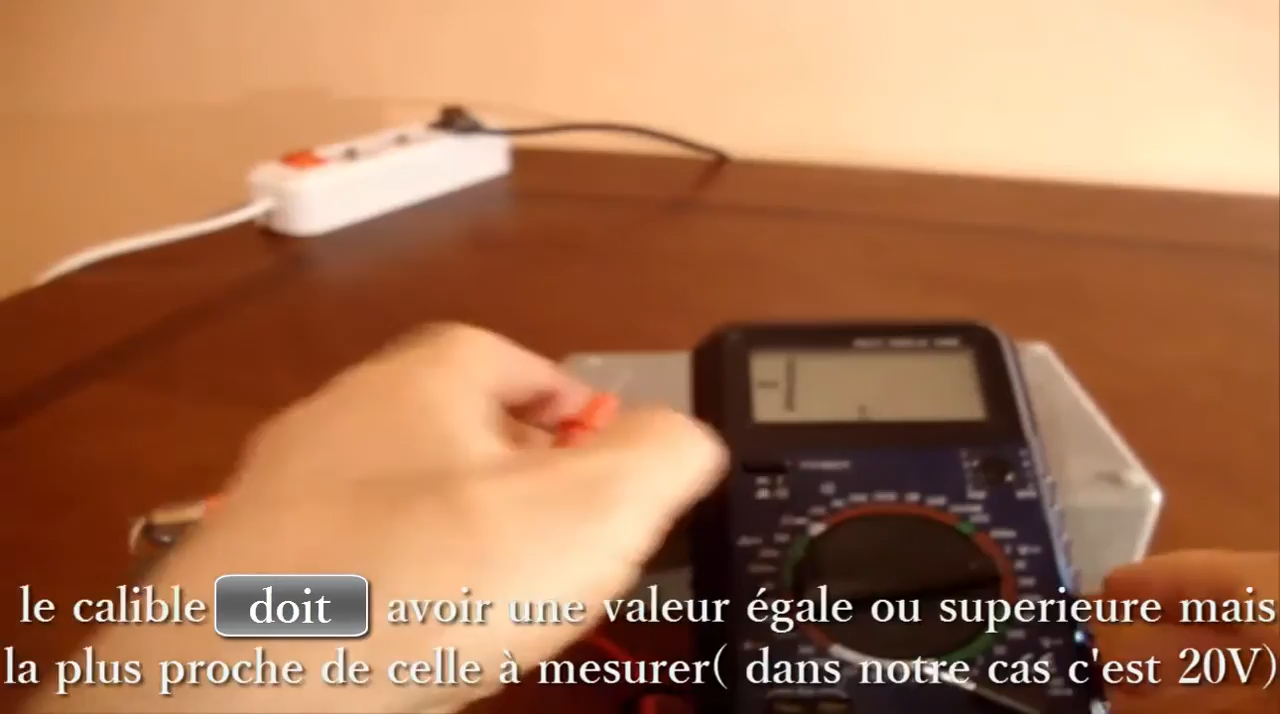 le calible doit avoir une valeur égale ou superieure mais
la plus proche de celle à mesurer( dans notre cas c'est 20V)